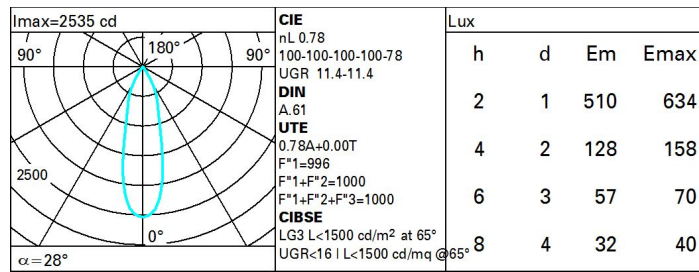 Imax=2535 cd
90° 180° 90°
2500
0°
α=28°
CIE
nL 0.78
100-100-100-100-78
UGR 11.4-11.4
DIN
A.61
UTE
0.78A+0.00T
F"1=996
F"1+F"2=1000
F"1+F"2+F"3=1000
CIBSE
LG3 L<1500 cd/m² at 65°
UGR<16 | L<1500 cd/mq @65°
Lux
h d Em Emax
2 1 510 634
4 2 128 158
6 3 57 70
8 4 32 40